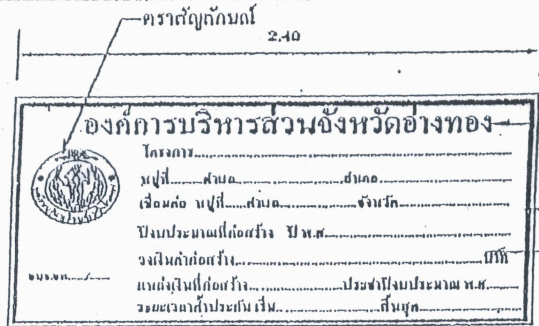 ตราสัญลักษณ์
2.40
องค์การบริหารส่วนจังหวัดอ่างทอง
โครงการ..............................
หมู่ที่......ตำบล....................อำเภอ....................
เชื่อมต่อ หมู่ที่......ตำบล....................จังหวัด..............
ปีงบประมาณที่ก่อสร้าง ปี พ.ศ..............................
วงเงินค่าก่อสร้าง..............................บาท
แหล่งเงินที่ก่อสร้าง....................ประจำปีงบประมาณ พ.ศ.........
ระยะเวลาค้ำประกัน เริ่ม....................สิ้นสุด..............